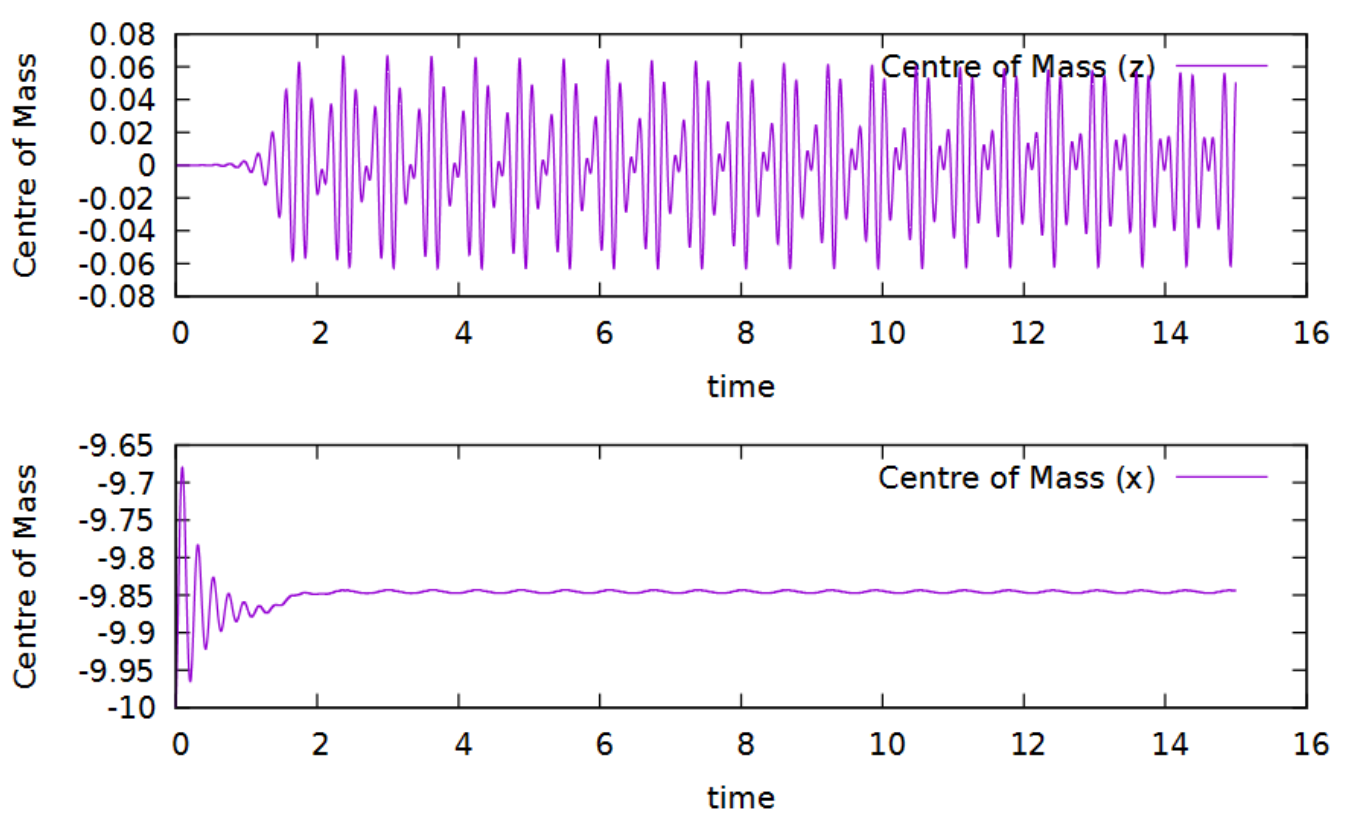 Centre of Mass
0.08
0.06
0.04
0.02
0
-0.02
-0.04
-0.06
-0.08
Centre of Mass (z)
0 2 4 6 8 10 12 14 16
time
Centre of Mass
-9.65
-9.7
-9.75
-9.8
-9.85
-9.9
-9.95
-10
Centre of Mass (x)
0 2 4 6 8 10 12 14 16
time